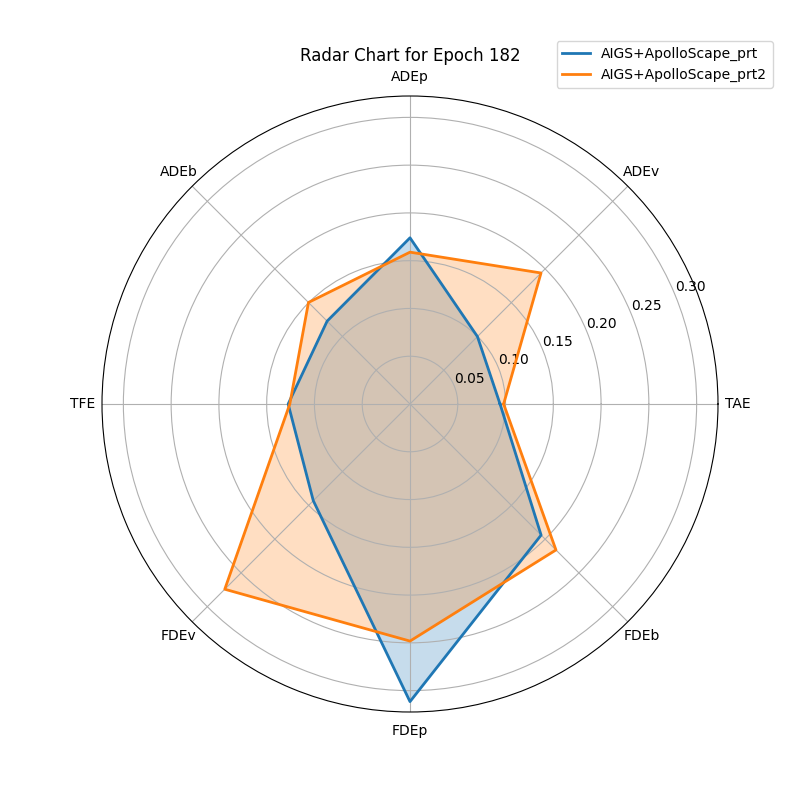 Radar Chart for Epoch 182
AIGS+ApolloScape_prt
AIGS+ApolloScape_prt2
ADEp
ADEb
ADEv
0.30
0.25
0.20
0.15
0.10
0.05
TFE
TAE
FDEv
FDEb
FDEp